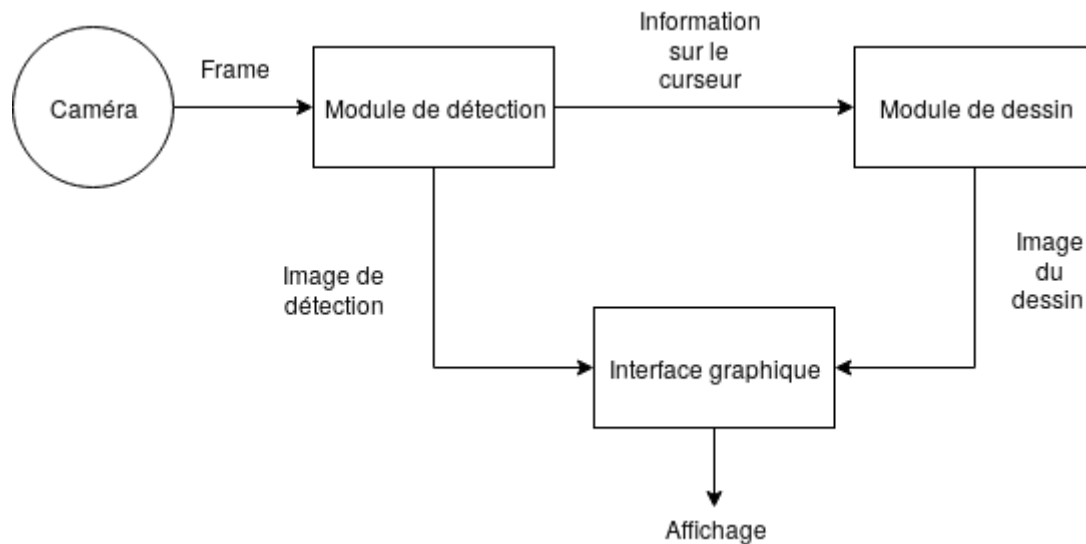 Information
sur le
curseur
Frame
Caméra
Module de détection
Module de dessin
Image de
détection
Image
du
dessin
Interface graphique
Affichage